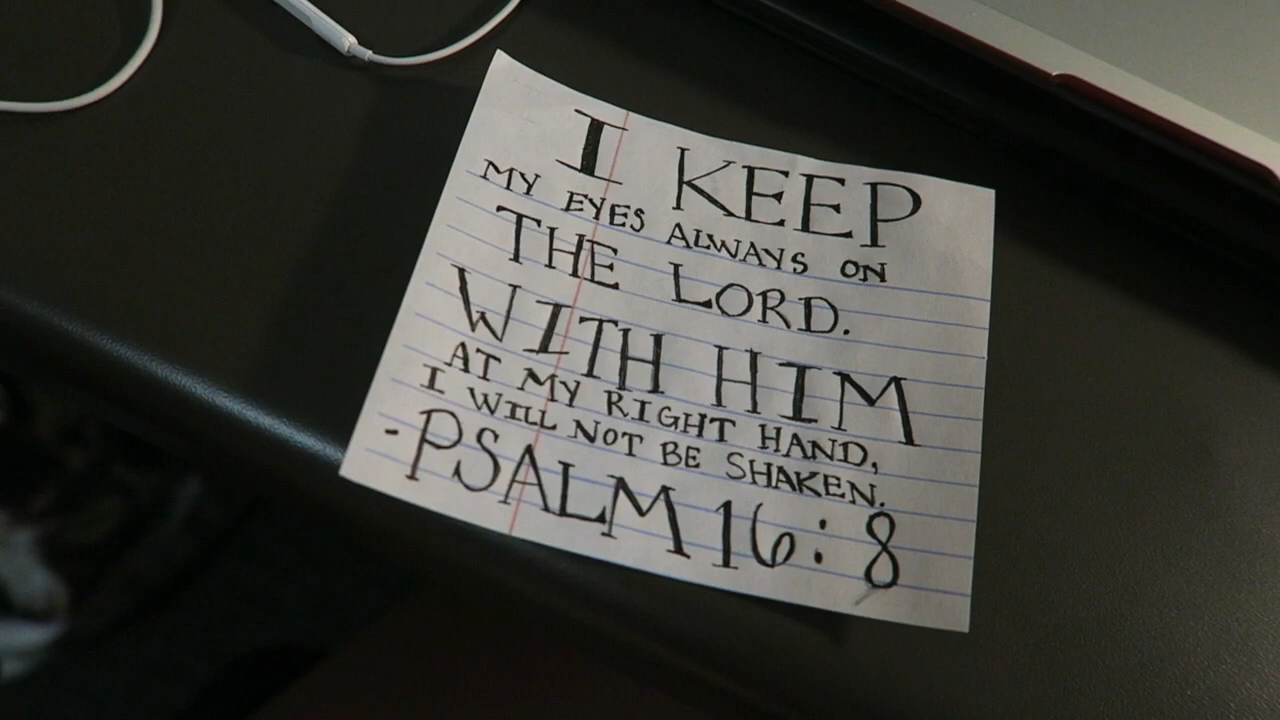 I KEEP
MY EYES ALWAYS ON
THE LORD.
WITH HIM
AT MY RIGHT HAND,
I WILL NOT BE SHAKEN.
-PSALM 16:8